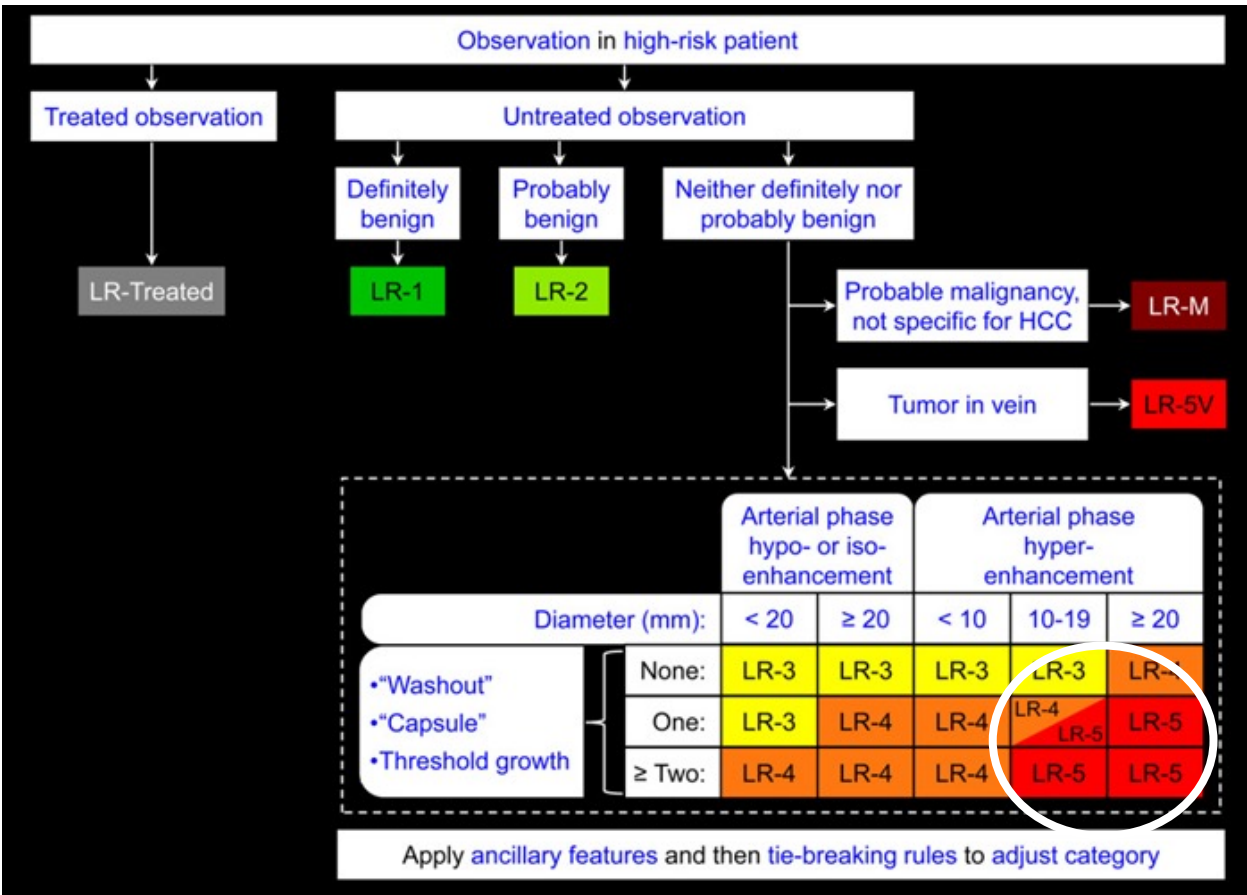 Observation in high-risk patient
Treated observation
Untreated observation
Definitely
benign
Probably
benign
Neither definitely nor
probably benign
LR-Treated
LR-1
LR-2
Probable malignancy,
not specific for HCC
LR-M
Tumor in vein
LR-5V
Arterial phase
hypo- or iso-
enhancement
Arterial phase
hyper-
enhancement
Diameter (mm): < 20 ≥ 20 < 10 10-19 ≥ 20
•“Washout”
•“Capsule”
•Threshold growth
None: LR-3 LR-3 LR-3 LR-3 LR-4
One: LR-3 LR-4 LR-4 LR-4 LR-5 LR-5
≥ Two: LR-4 LR-4 LR-4 LR-5 LR-5
Apply ancillary features and then tie-breaking rules to adjust category